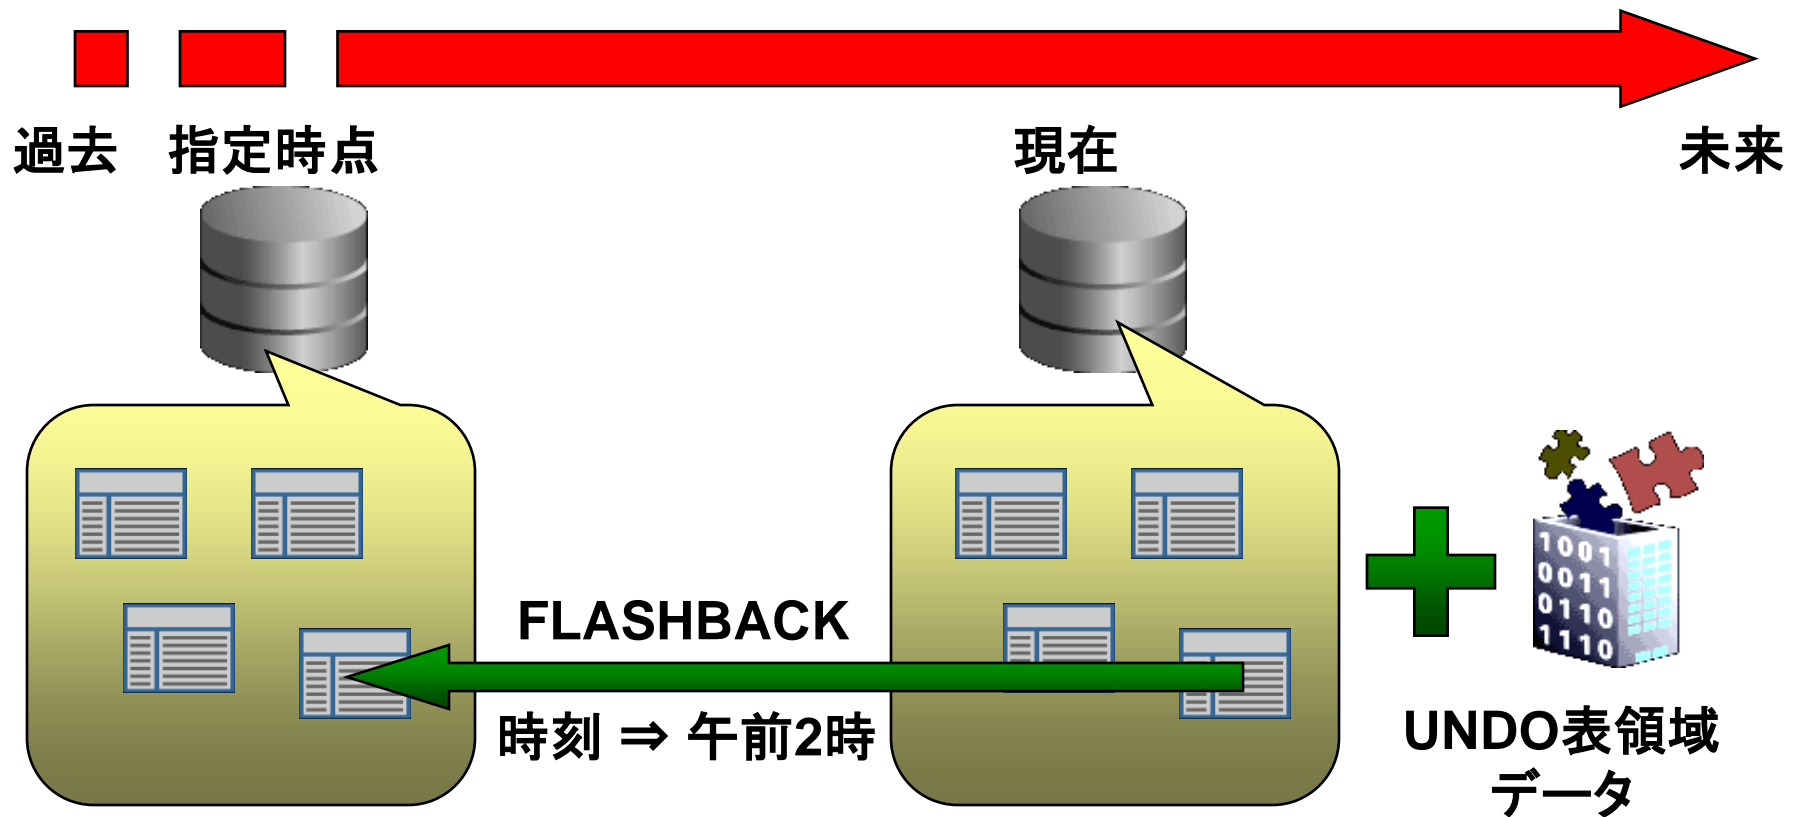 過去
指定時点
現在
未来
FLASHBACK
時刻 ⇒ 午前2時
1001
0011
0110
1110
UNDO表領域
データ